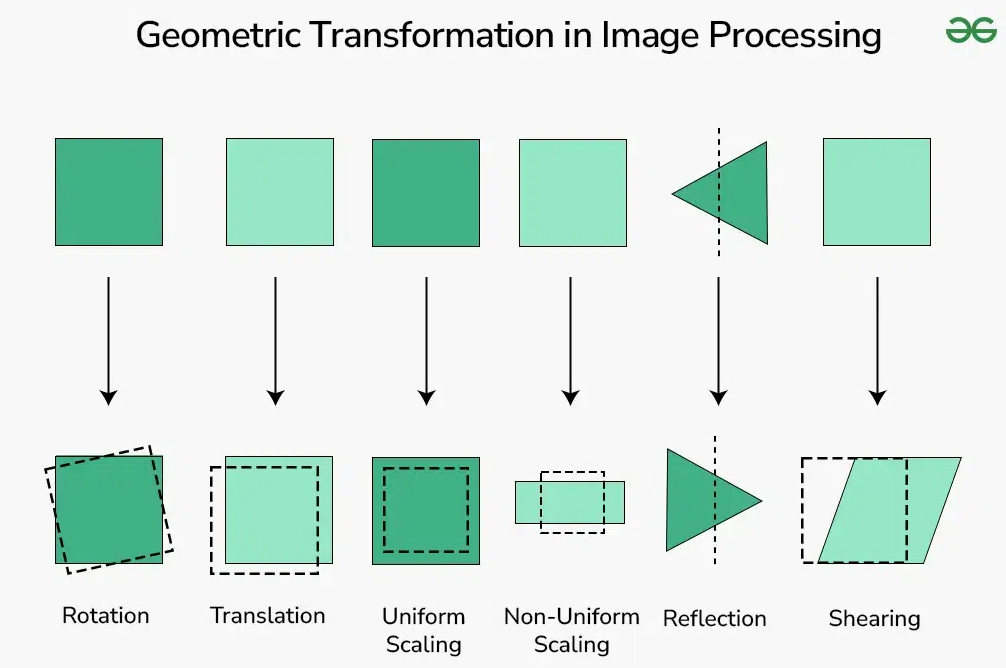 Geometric Transformation in Image Processing
Rotation
Translation
Uniform
Scaling
Non-Uniform
Scaling
Reflection
Shearing